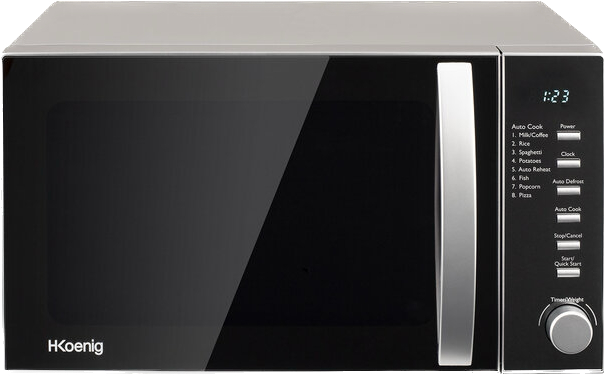 1:23
Auto Cook
1. Milk/Coffee
2. Rice
3. Spaghetti
4. Potatoes
5. Auto Reheat
6. Fish
7. Popcorn
8. Pizza
Power
Clock
Auto Defrost
Auto Cook
Stop/Cancel
Start/
Quick Start
Timer/Weight
HKoenig